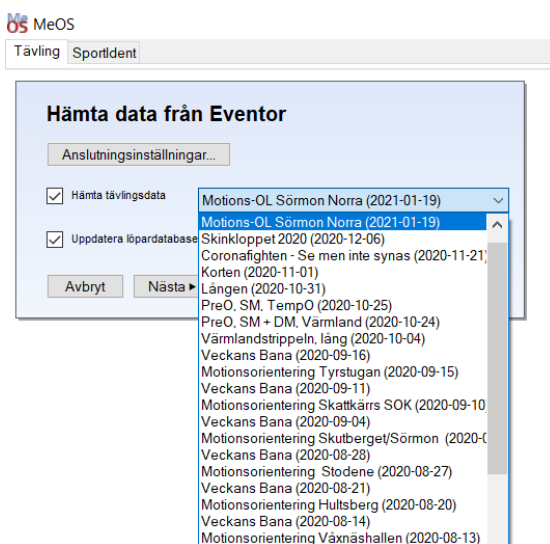 MeOS MeOS
Tävling SportIdent
Hämta data från Eventor
Anslutningsinställningar...
Hämta tävlingsdata Motions-OL Sörmon Norra (2021-01-19)
Motions-OL Sörmon Norra (2021-01-19)
Uppdatera löpardatabase Skinkloppet 2020 (2020-12-06)
Coronafighten - Se men inte synas (2020-11-21)
Korten (2020-11-01)
Avbryt Nästa Lången (2020-10-31)
PreO, SM, TempO (2020-10-25)
PreO, SM + DM, Värmland (2020-10-24)
Värmlandstrippeln, lång (2020-10-04)
Veckans Bana (2020-09-16)
Motionsorientering Tyrstugan (2020-09-15)
Veckans Bana (2020-09-11)
Motionsorientering Skattkärrs SOK (2020-09-10
Veckans Bana (2020-09-04)
Motionsorientering Skutberget/Sörmon (2020-0
Veckans Bana (2020-08-28)
Motionsorientering Stodene (2020-08-27)
Veckans Bana (2020-08-21)
Motionsorientering Hultsberg (2020-08-20)
Veckans Bana (2020-08-14)
Motionsorientering Våxnäshallen (2020-08-13)